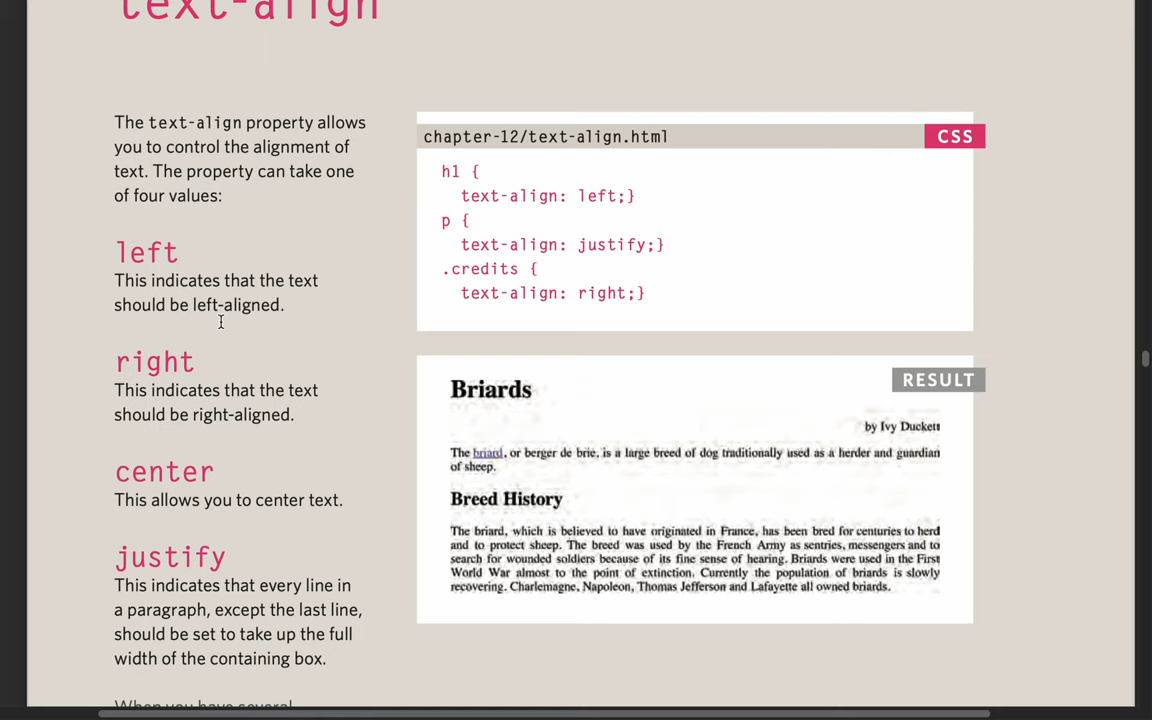 text-align
The text-align property allows
you to control the alignment of
text. The property can take one
of four values:
left
This indicates that the text
should be left-aligned.
right
This indicates that the text
should be right-aligned.
center
This allows you to center text.
justify
This indicates that every line in
a paragraph, except the last line,
should be set to take up the full
width of the containing box.
When you have several
chapter-12/text-align.html
CSS
h1 {
text-align: left;}
p {
text-align: justify;}
.credits {
text-align: right;}
RESULT
Briards
by Ivy Duckett
The briard, or berger de brie, is a large breed of dog traditionally used as a herder and guardian
of sheep.
Breed History
The briard, which is believed to have originated in France, has been bred for centuries to herd
and to protect sheep. The breed was used by the French Army as sentries, messengers and to
search for wounded soldiers because of its fine sense of hearing. Briards were used in the First
World War almost to the point of extinction. Currently the population of briards is slowly
recovering. Charlemagne, Napoleon, Thomas Jefferson and Lafayette all owned briards.